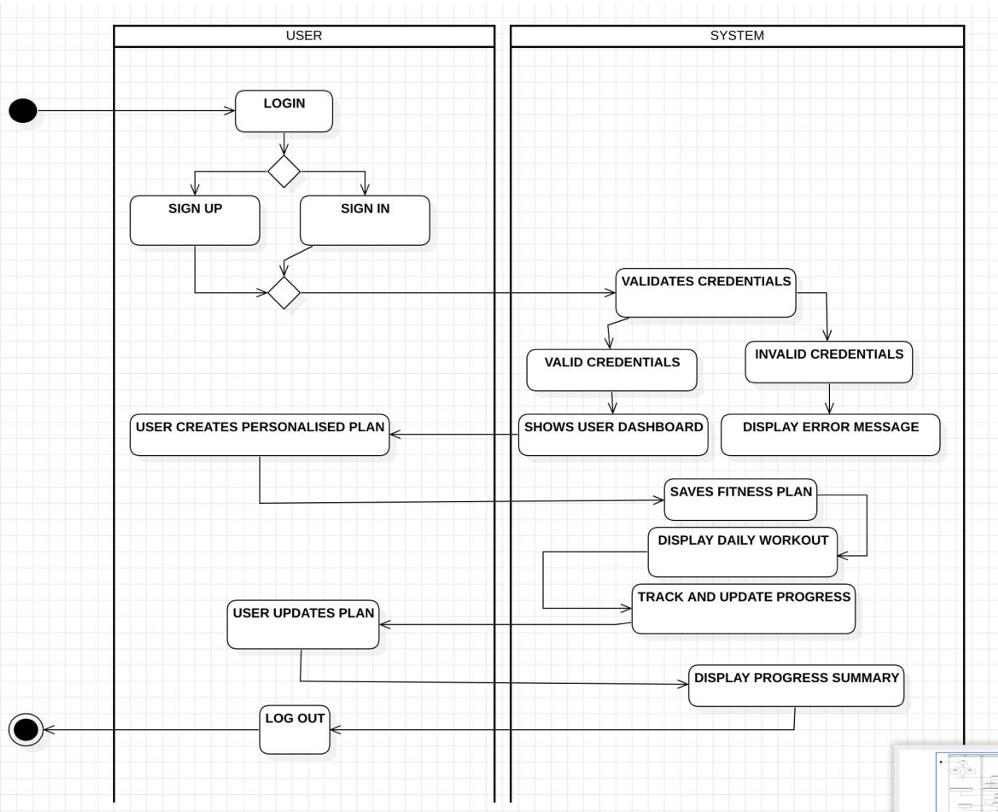 USER
SYSTEM
LOGIN
SIGN UP
SIGN IN
VALIDATES CREDENTIALS
VALID CREDENTIALS
INVALID CREDENTIALS
USER CREATES PERSONALISED PLAN
SHOWS USER DASHBOARD
DISPLAY ERROR MESSAGE
SAVES FITNESS PLAN
DISPLAY DAILY WORKOUT
TRACK AND UPDATE PROGRESS
USER UPDATES PLAN
DISPLAY PROGRESS SUMMARY
LOG OUT